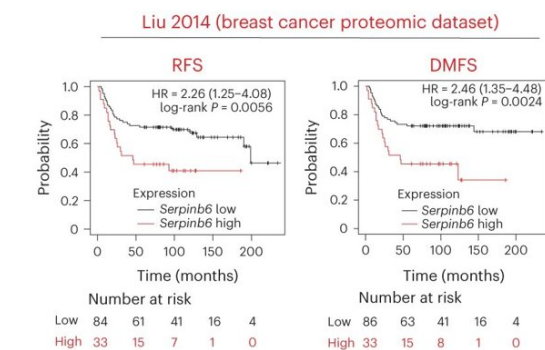 Liu 2014 (breast cancer proteomic dataset)
RFS
HR = 2.26 (1.25–4.08)
log-rank P = 0.0056
Probability
1.0
0.8
0.6
0.4
0.2
0
Expression
Serpinb6 low
Serpinb6 high
0 50 100 150 200
Time (months)
Number at risk
Low 84 61 41 16 4
High 33 15 7 1 0
DMFS
HR = 2.46 (1.35–4.48)
log-rank P = 0.0024
Probability
1.0
0.8
0.6
0.4
0.2
0
Expression
Serpinb6 low
Serpinb6 high
0 50 100 150 200
Time (months)
Number at risk
Low 86 63 41 16 4
High 33 15 8 1 0